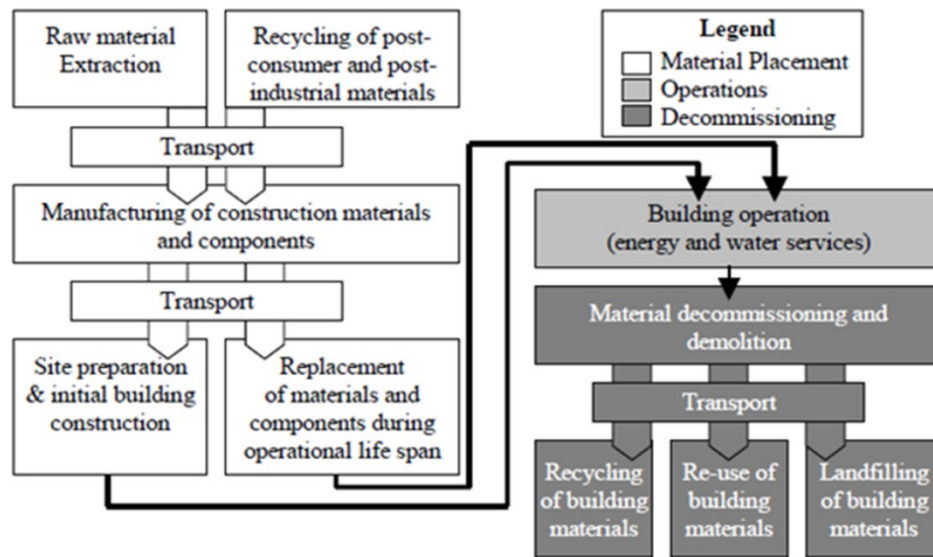 Raw material
Extraction
Recycling of post-
consumer and post-
industrial materials
Legend
Material Placement
Operations
Decommissioning
Transport
Manufacturing of construction materials
and components
Building operation
(energy and water services)
Transport
Material decommissioning and
demolition
Site preparation
& initial building
construction
Replacement
of materials and
components during
operational life span
Transport
Recycling
of building
materials
Re-use of
building
materials
Landfilling
of building
materials